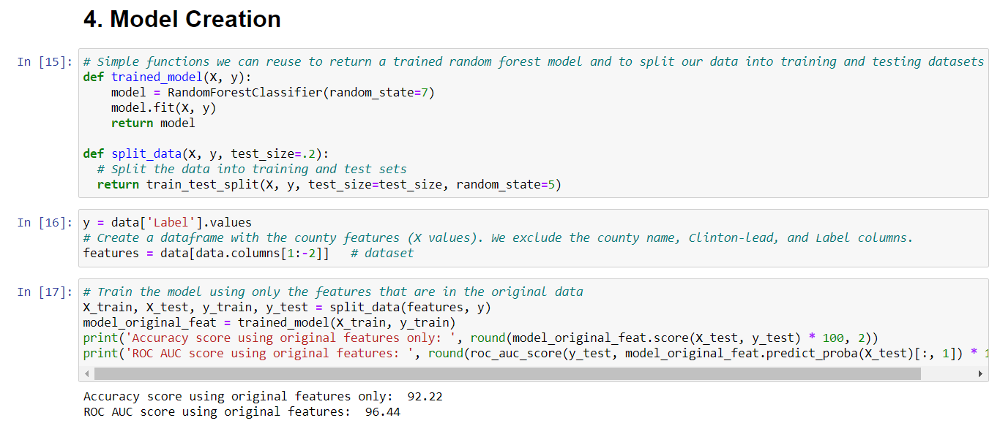 4. Model Creation
In [15]: # Simple functions we can reuse to return a trained random forest model and to split our data into training and testing datasets
def trained_model(X, y):
    model = RandomForestClassifier(random_state=7)
    model.fit(X, y)
    return model

def split_data(X, y, test_size=.2):
  # Split the data into training and test sets
  return train_test_split(X, y, test_size=test_size, random_state=5)
In [16]: y = data['Label'].values
# Create a dataframe with the county features (X values). We exclude the county name, Clinton-lead, and Label columns.
features = data[data.columns[1:-2]]   # dataset
In [17]: # Train the model using only the features that are in the original data
X_train, X_test, y_train, y_test = split_data(features, y)
model_original_feat = trained_model(X_train, y_train)
print('Accuracy score using original features only: ', round(model_original_feat.score(X_test, y_test) * 100, 2))
print('ROC AUC score using original features: ', round(roc_auc_score(y_test, model_original_feat.predict_proba(X_test)[:, 1]) *
Accuracy score using original features only:  92.22
ROC AUC score using original features:  96.44